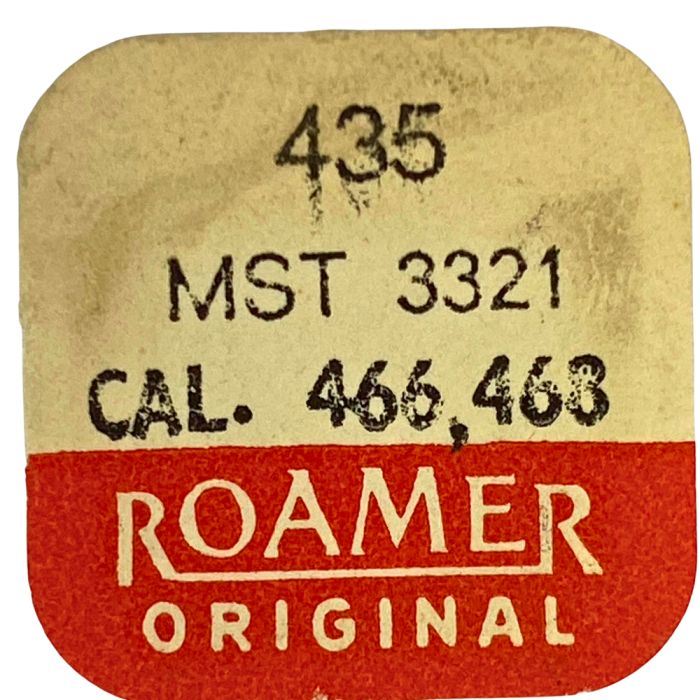 435
MST 3321
CAL. 466,468
ROAMER
ORIGINAL